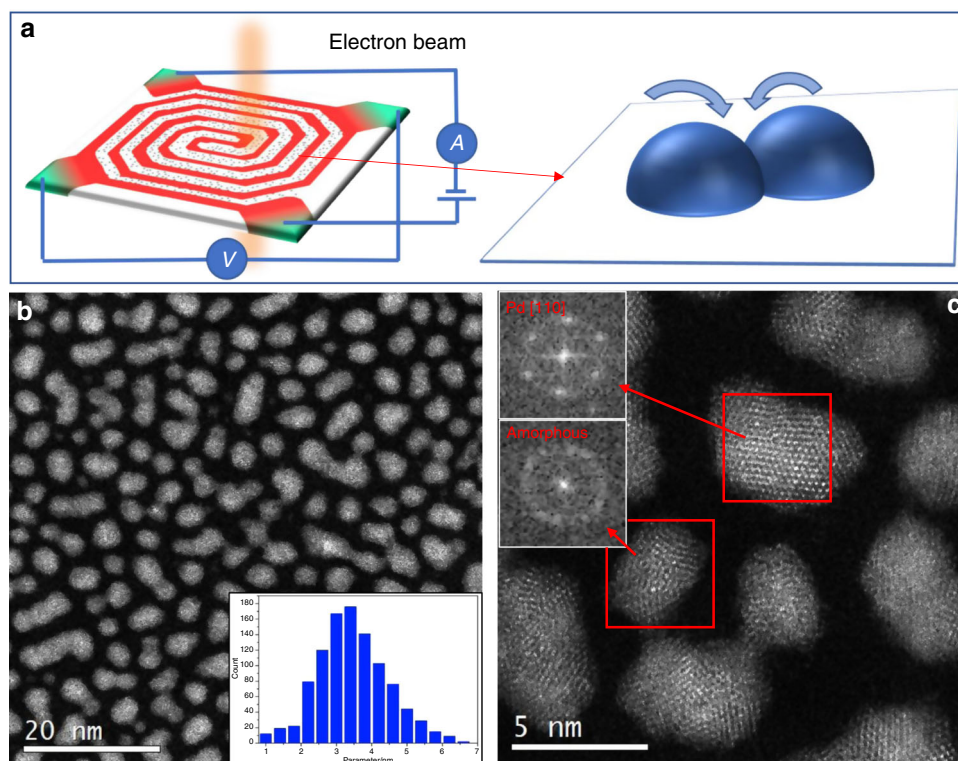 a
Electron beam
A
V
b
180
160
140
120
100
80
60
40
20
0
Count
1 2 3 4 5 6 7
Parameter/nm
20 nm
c
Pd [110]
Amorphous
5 nm